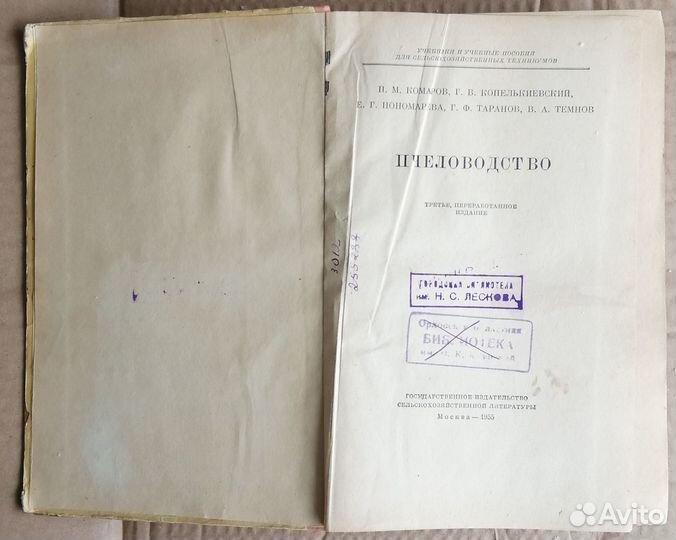 УЧЕБНИКИ И УЧЕБНЫЕ ПОСОБИЯ
ДЛЯ СЕЛЬСКОХОЗЯЙСТВЕННЫХ ТЕХНИКУМОВ
П. М. КОМАРОВ, Г. В. КОПЕЛЬКИЕВСКИЙ,
Е. Г. ПОНОМАРЕВА, Г. Ф. ТАРАНОВ, В. А. ТЕМНОВ
ПЧЕЛОВОДСТВО
ТРЕТЬЕ, ПЕРЕРАБОТАННОЕ
ИЗДАНИЕ
ГОРОДСКАЯ БИБЛИОТЕКА
им. Н. С. ЛЕСКОВА
БИБЛИОТЕКА
ГОСУДАРСТВЕННОЕ ИЗДАТЕЛЬСТВО
СЕЛЬСКОХОЗЯЙСТВЕННОЙ ЛИТЕРАТУРЫ
Москва — 1955
Avito